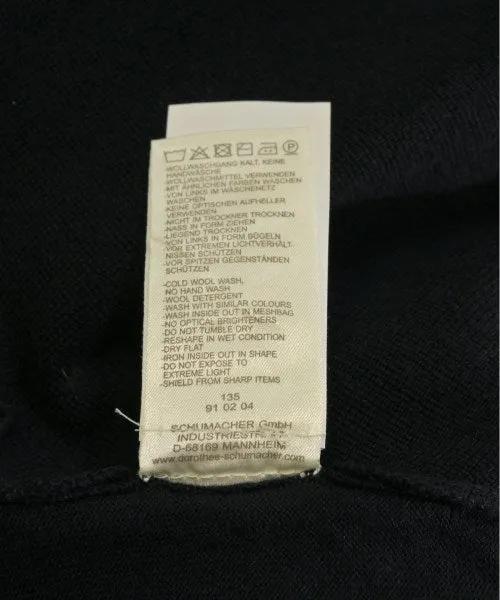 -WOLLWASCHGANG KALT, KEINE
HANDWÄSCHE
-WOLLWASCHMITTEL VERWENDEN
-MIT ÄHNLICHEN FARBEN WASCHEN
-VON LINKS IM WÄSCHENETZ
WASCHEN
-KEINE OPTISCHEN AUFHELLER
VERWENDEN
-NICHT IM TROCKNER TROCKNEN
-NASS IN FORM ZIEHEN
-LIEGEND TROCKNEN
-VON LINKS IN FORM BÜGELN
-VOR EXTREMEN LICHTVERHÄLT-
NISSEN SCHÜTZEN
-VOR SPITZEN GEGENSTÄNDEN
SCHÜTZEN
-COLD WOOL WASH,
NO HAND WASH
-WOOL DETERGENT
-WASH WITH SIMILAR COLOURS
-WASH INSIDE OUT IN MESHBAG
-NO OPTICAL BRIGHTENERS
-DO NOT TUMBLE DRY
-RESHAPE IN WET CONDITION
-DRY FLAT
-IRON INSIDE OUT IN SHAPE
-DO NOT EXPOSE TO
EXTREME LIGHT
-SHIELD FROM SHARP ITEMS
135
91 02 04
SCHUMACHER GmbH
INDUSTRIESTR.
D-68169 MANNHEIM
www.dorothee-schumacher.com